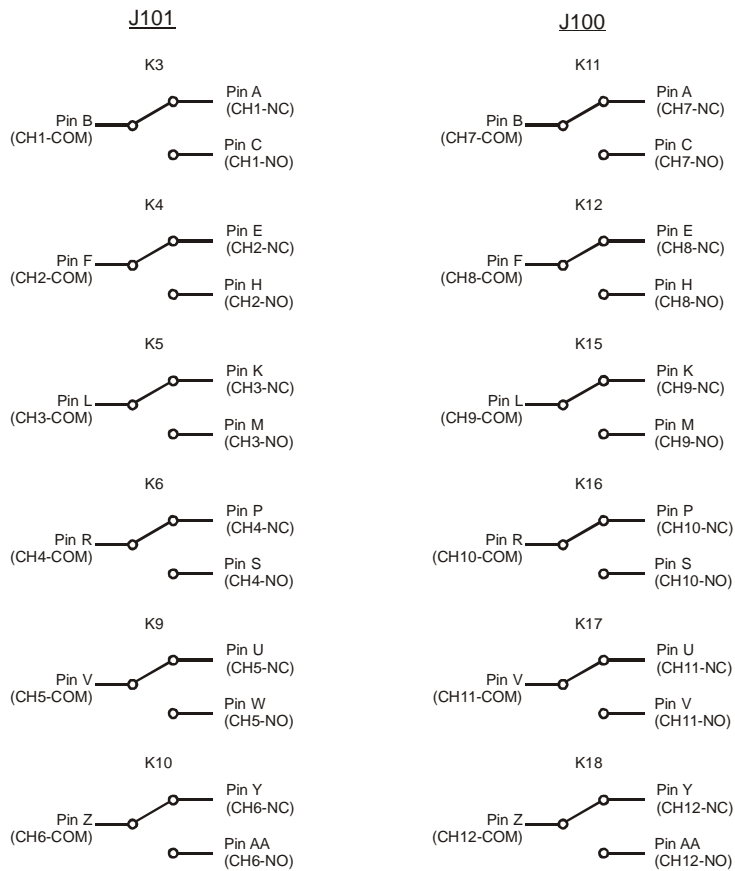 J101
K3
Pin A
(CH1-NC)
Pin B
(CH1-COM)
Pin C
(CH1-NO)
K4
Pin E
(CH2-NC)
Pin F
(CH2-COM)
Pin H
(CH2-NO)
K5
Pin K
(CH3-NC)
Pin L
(CH3-COM)
Pin M
(CH3-NO)
K6
Pin P
(CH4-NC)
Pin R
(CH4-COM)
Pin S
(CH4-NO)
K9
Pin U
(CH5-NC)
Pin V
(CH5-COM)
Pin W
(CH5-NO)
K10
Pin Y
(CH6-NC)
Pin Z
(CH6-COM)
Pin AA
(CH6-NO)
J100
K11
Pin A
(CH7-NC)
Pin B
(CH7-COM)
Pin C
(CH7-NO)
K12
Pin E
(CH8-NC)
Pin F
(CH8-COM)
Pin H
(CH8-NO)
K15
Pin K
(CH9-NC)
Pin L
(CH9-COM)
Pin M
(CH9-NO)
K16
Pin P
(CH10-NC)
Pin R
(CH10-COM)
Pin S
(CH10-NO)
K17
Pin U
(CH11-NC)
Pin V
(CH11-COM)
Pin V
(CH11-NO)
K18
Pin Y
(CH12-NC)
Pin Z
(CH12-COM)
Pin AA
(CH12-NO)